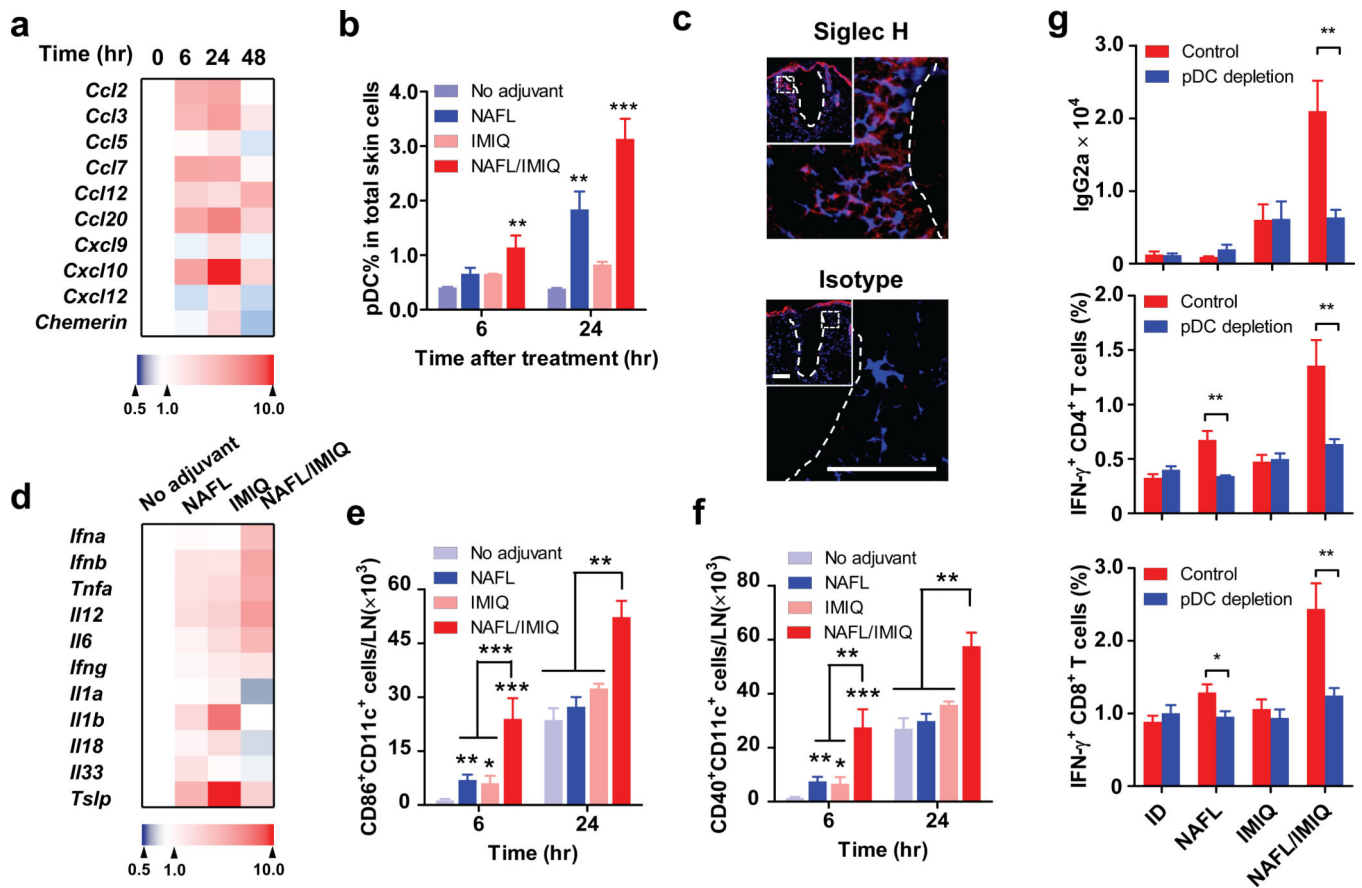 a
Time (hr) 0 6 24 48
Ccl2
Ccl3
Ccl5
Ccl7
Ccl12
Ccl20
Cxcl9
Cxcl10
Cxcl12
Chemerin
0.5 1.0 10.0
b
No adjuvant
NAFL
IMIQ
NAFL/IMIQ
pDC% in total skin cells
4.0
3.0
2.0
1.0
0.0
**
**
***
6 24
Time after treatment (hr)
c
Siglec H
Isotype
d
No adjuvant
NAFL
IMIQ
NAFL/IMIQ
Ifna
Ifnb
Tnfa
Il12
Il6
Ifng
Il1a
Il1b
Il18
Il33
Tslp
0.5 1.0 10.0
e
No adjuvant
NAFL
IMIQ
NAFL/IMIQ
CD86⁺CD11c⁺ cells/LN(×10³)
60
45
30
15
0
**
*
***
***
**
6 24
Time (hr)
f
No adjuvant
NAFL
IMIQ
NAFL/IMIQ
CD40⁺CD11c⁺ cells/LN(×10³)
80
60
40
20
0
**
*
***
**
**
6 24
Time (hr)
g
Control
pDC depletion
IgG2a × 10⁴
3.0
2.0
1.0
0.0
**
Control
pDC depletion
IFN-γ⁺ CD4⁺ T cells (%)
2.0
1.5
1.0
0.5
0.0
**
**
Control
pDC depletion
IFN-γ⁺ CD8⁺ T cells (%)
3.0
2.0
1.0
0.0
*
**
ID
NAFL
IMIQ
NAFL/IMIQ